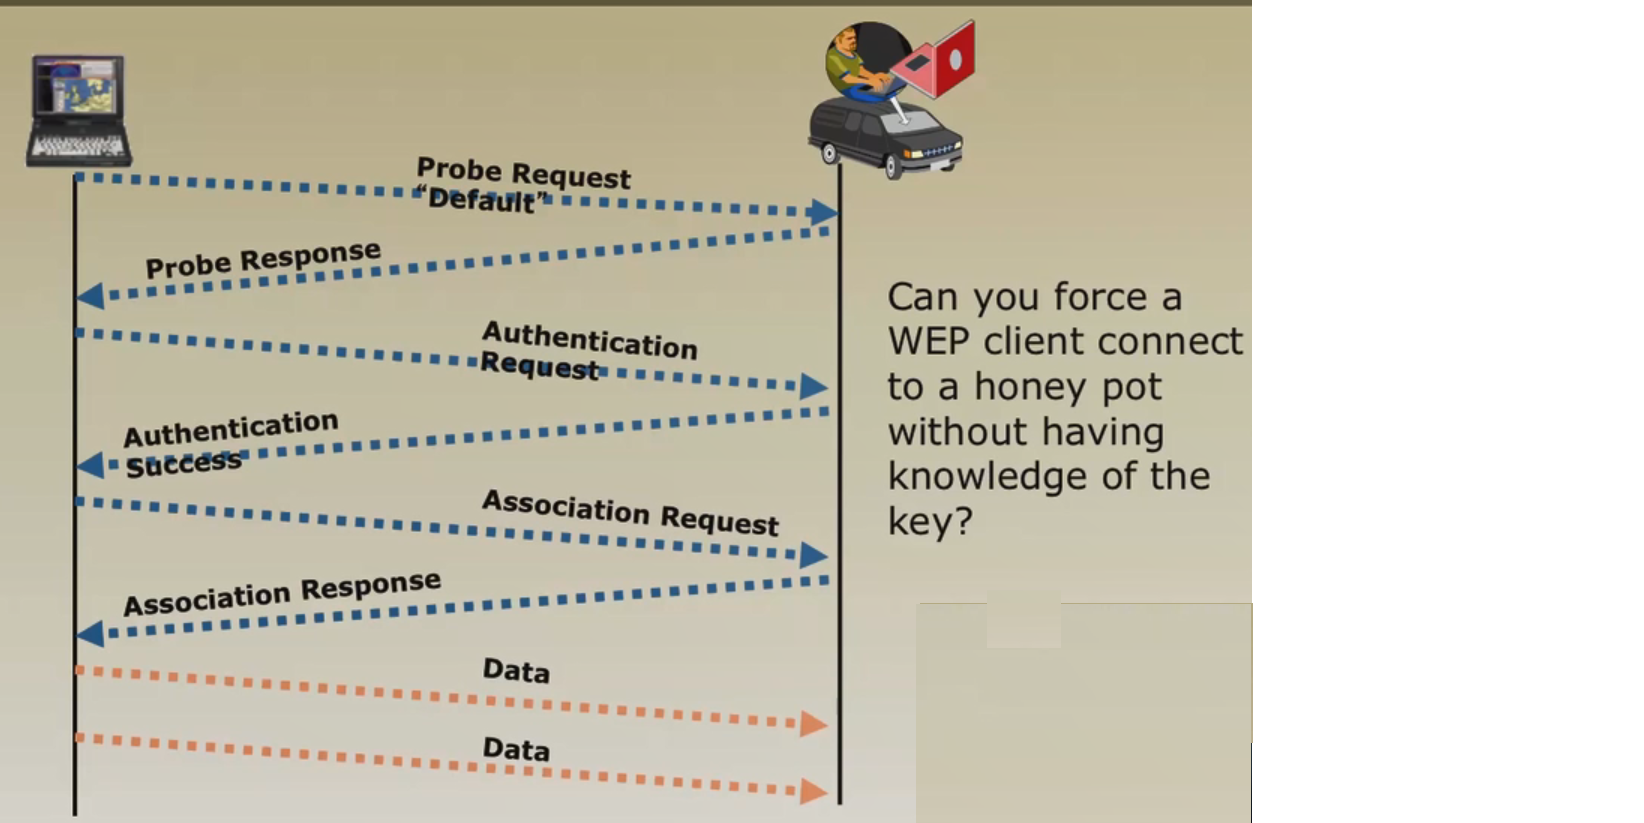 Probe Request
“Default”
Probe Response
Authentication
Request
Authentication
Success
Association Request
Association Response
Data
Data
Can you force a
WEP client connect
to a honey pot
without having
knowledge of the
key?